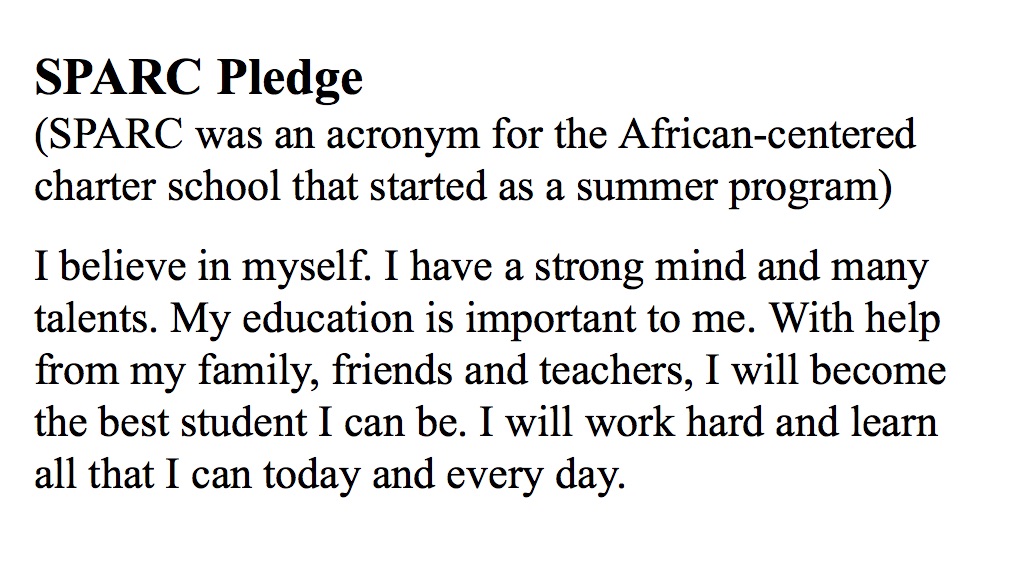 SPARC Pledge
(SPARC was an acronym for the African-centered
charter school that started as a summer program)
I believe in myself. I have a strong mind and many
talents. My education is important to me. With help
from my family, friends and teachers, I will become
the best student I can be. I will work hard and learn
all that I can today and every day.